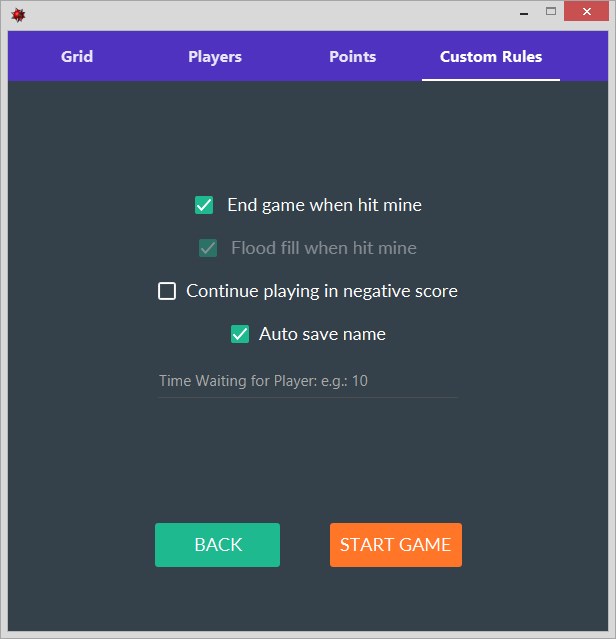 Grid
Players
Points
Custom Rules
End game when hit mine
Flood fill when hit mine
Continue playing in negative score
Auto save name
Time Waiting for Player: e.g.: 10
BACK
START GAME